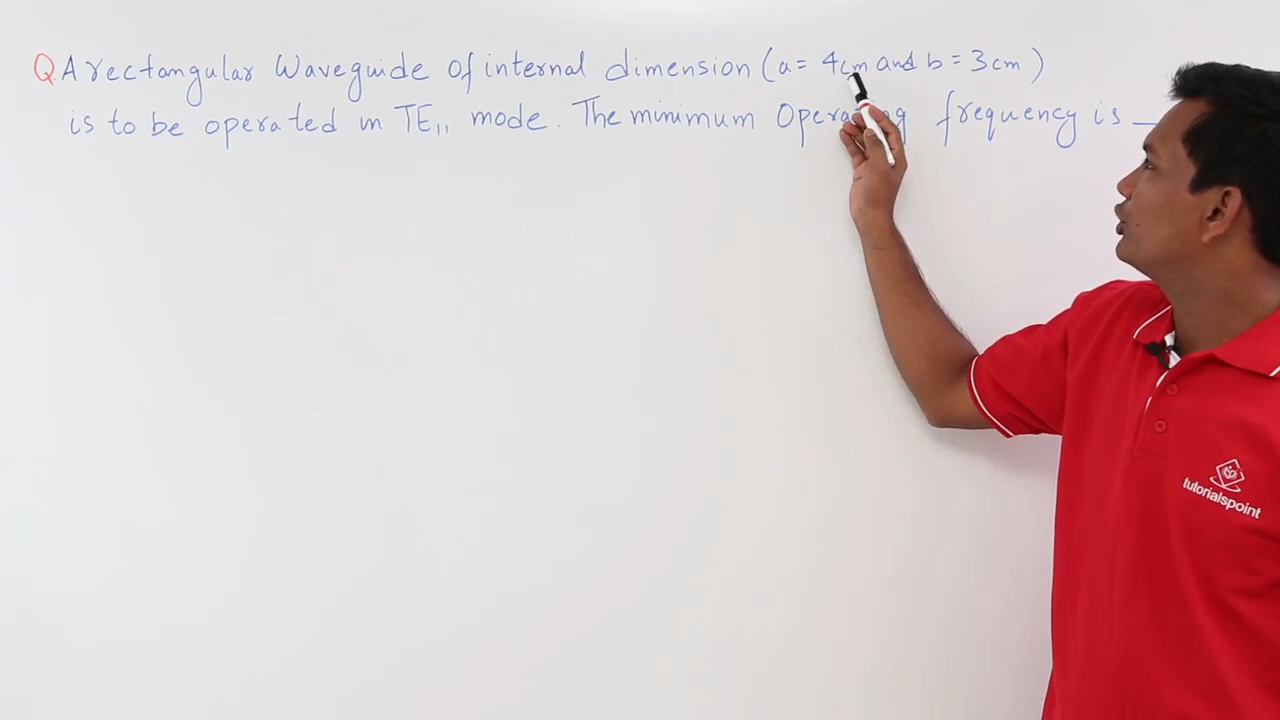 Q. A rectangular Waveguide of internal dimension (a = 4cm and b = 3cm)
is to be operated in TE₁₁ mode. The minimum Operating frequency is __
tutorialspoint